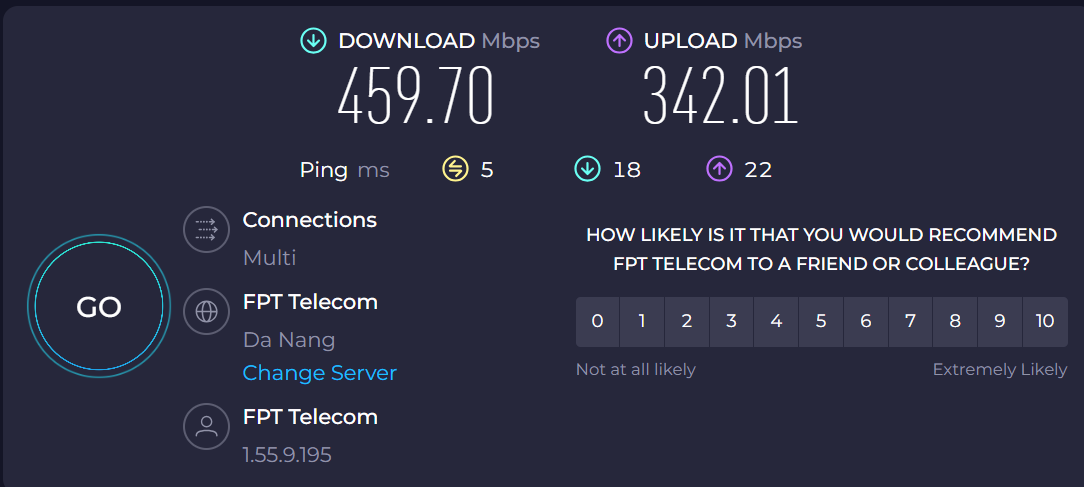 DOWNLOAD Mbps
459.70
UPLOAD Mbps
342.01
Ping ms 5 18 22
GO
Connections
Multi
FPT Telecom
Da Nang
Change Server
FPT Telecom
1.55.9.195
HOW LIKELY IS IT THAT YOU WOULD RECOMMEND
FPT TELECOM TO A FRIEND OR COLLEAGUE?
0 1 2 3 4 5 6 7 8 9 10
Not at all likely Extremely Likely